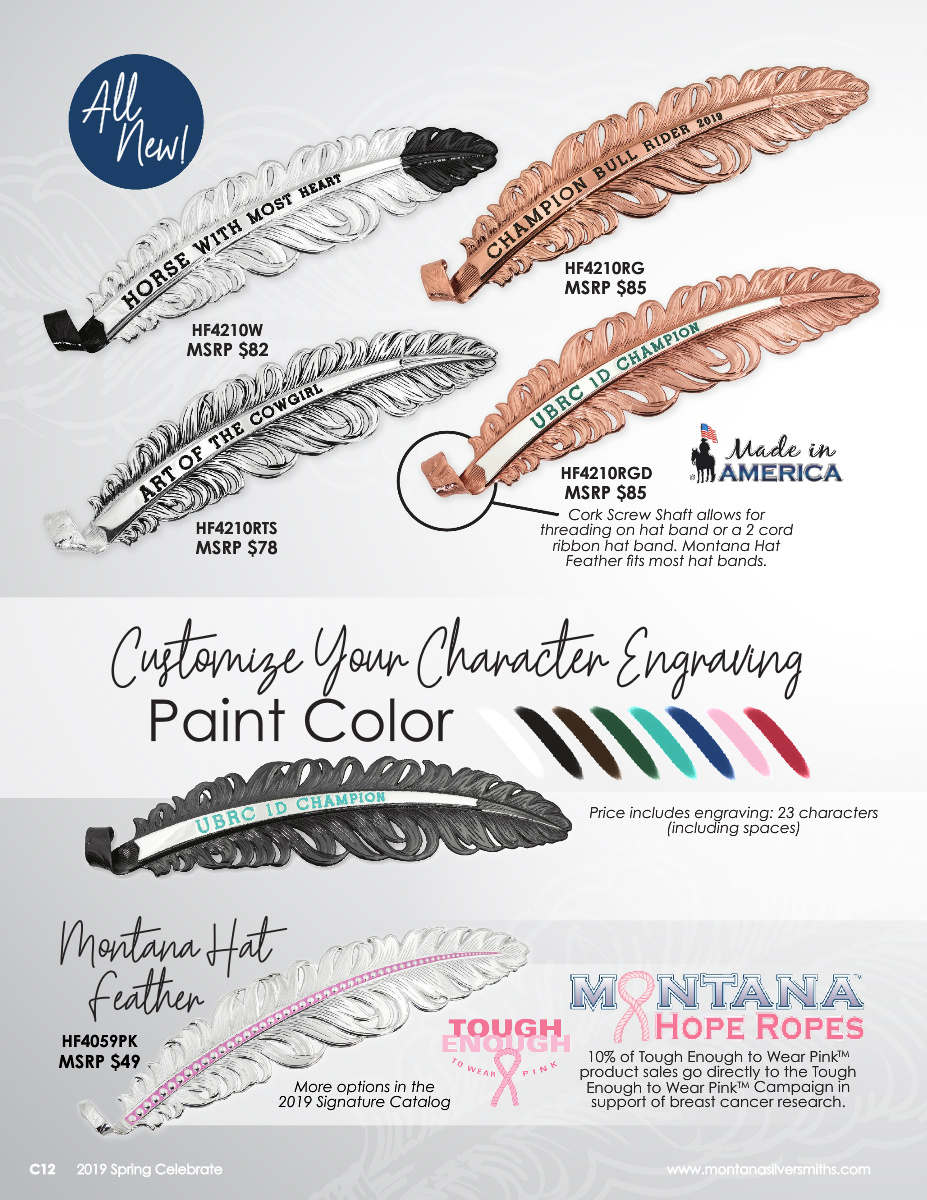 All
New!
HORSE WITH MOST HEART
CHAMPION BULL RIDER 2019
HF4210RG
MSRP $85
HF4210W
MSRP $82
ART OF THE COWGIRL
UBRC 1D CHAMPION
HF4210RTS
MSRP $78
HF4210RGD
MSRP $85
Made in
AMERICA
Cork Screw Shaft allows for
threading on hat band or a 2 cord
ribbon hat band. Montana Hat
Feather fits most hat bands.
Customize Your Character Engraving
Paint Color
UBRC 1D CHAMPION
Price includes engraving: 23 characters
(including spaces)
Montana Hat
Feather
HF4059PK
MSRP $49
More options in the
2019 Signature Catalog
TOUGH
ENOUGH
TO WEAR PINK
MONTANA™
HOPE ROPES
10% of Tough Enough to Wear Pink™
product sales go directly to the Tough
Enough to Wear Pink™ Campaign in
support of breast cancer research.
C12 2019 Spring Celebrate
www.montanasilversmiths.com